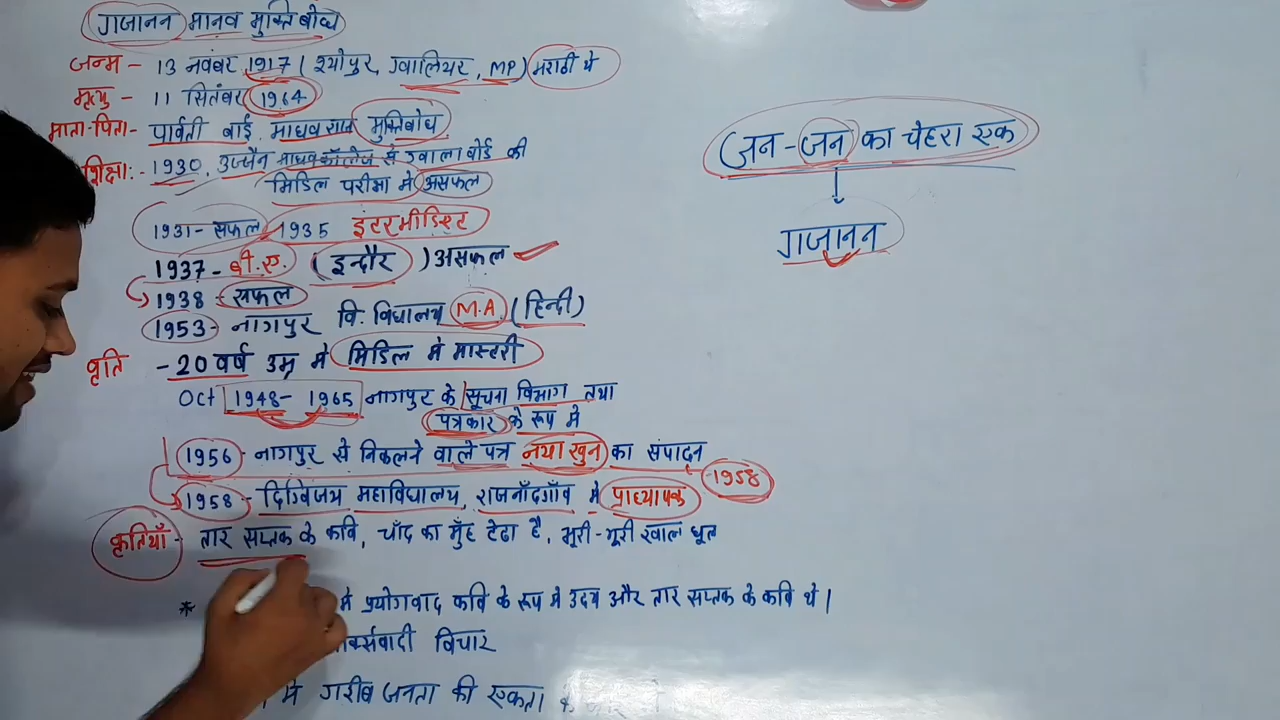 गजानन मानव मुक्तिबोध
जन्म - 13 नवंबर 1917 ( श्योपुर, ग्वालियर, MP) मराठी थे
मृत्यु - 11 सितंबर 1964
माता-पिता- पार्वती बाई, माधवराव मुक्तिबोध
शिक्षा:- 1930, उज्जैन माधव कॉलेज से ग्वाला बोर्ड की
मिडिल परीक्षा में असफल
1931- सफल, 1935 इंटरमीडिएट
1937- बी.ए. (इन्दौर) असफल
1938 - सफल
1953- नागपुर वि. विद्यालय M.A (हिन्दी)
वृति - 20 वर्ष उम्र में मिडिल में मास्टरी
Oct 1948- 1965 नागपुर के सूचना विभाग तथा
पत्रकार के रूप में
1956- नागपुर से निकलने वाले पत्र नया खुन का संपादन -1958
1958 - दिग्विजय महाविद्यालय, राजनाँदगाँव में प्राध्यापक
कृतियाँ - तार सप्तक के कवि, चाँद का मुँह टेढा है, भूरी-भूरी खाल धूल
* में प्रयोगवाद कवि के रूप में उदय और तार सप्तक के कवि थे।
मार्क्सवादी विचार
में गरीब जनता की एकता
जन-जन का चेहरा एक
गजानन